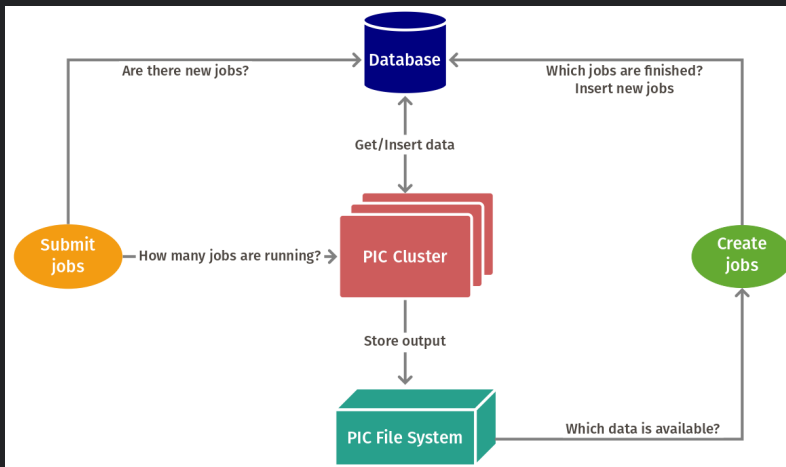 Database
Are there new jobs?
Which jobs are finished?
Insert new jobs
Get/Insert data
Submit
jobs
How many jobs are running?
PIC Cluster
Create
jobs
Store output
Which data is available?
PIC File System